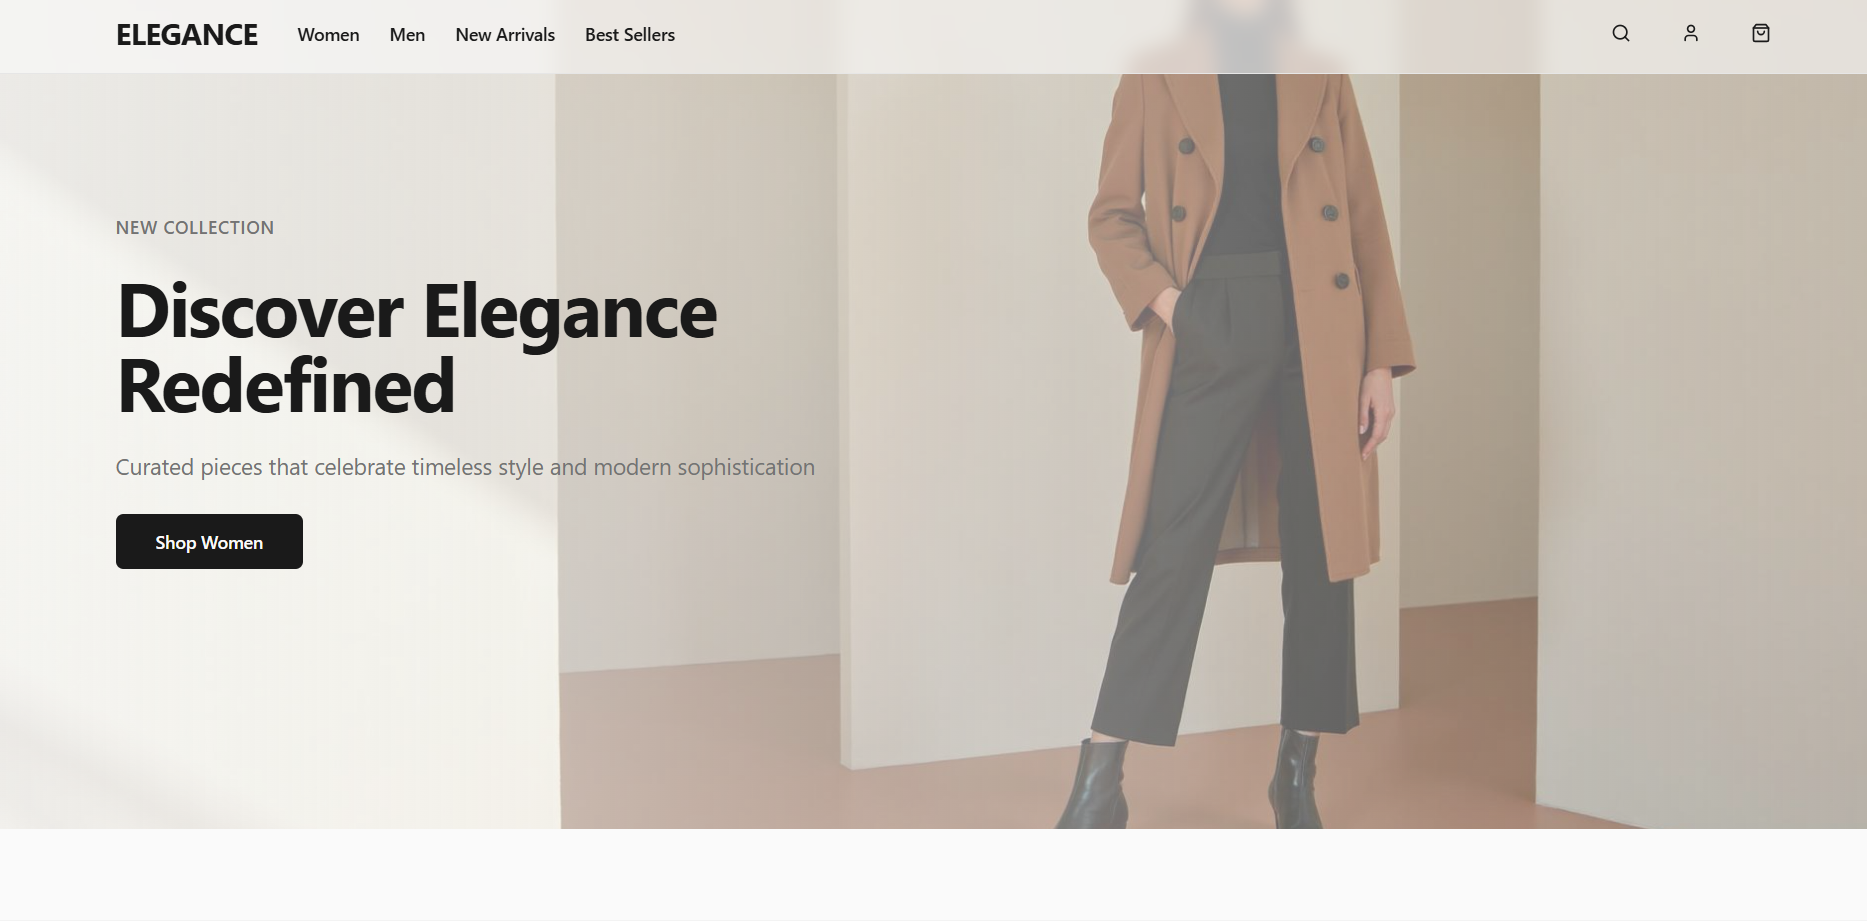 ELEGANCE Women Men New Arrivals Best Sellers
NEW COLLECTION
Discover Elegance
Redefined
Curated pieces that celebrate timeless style and modern sophistication
Shop Women